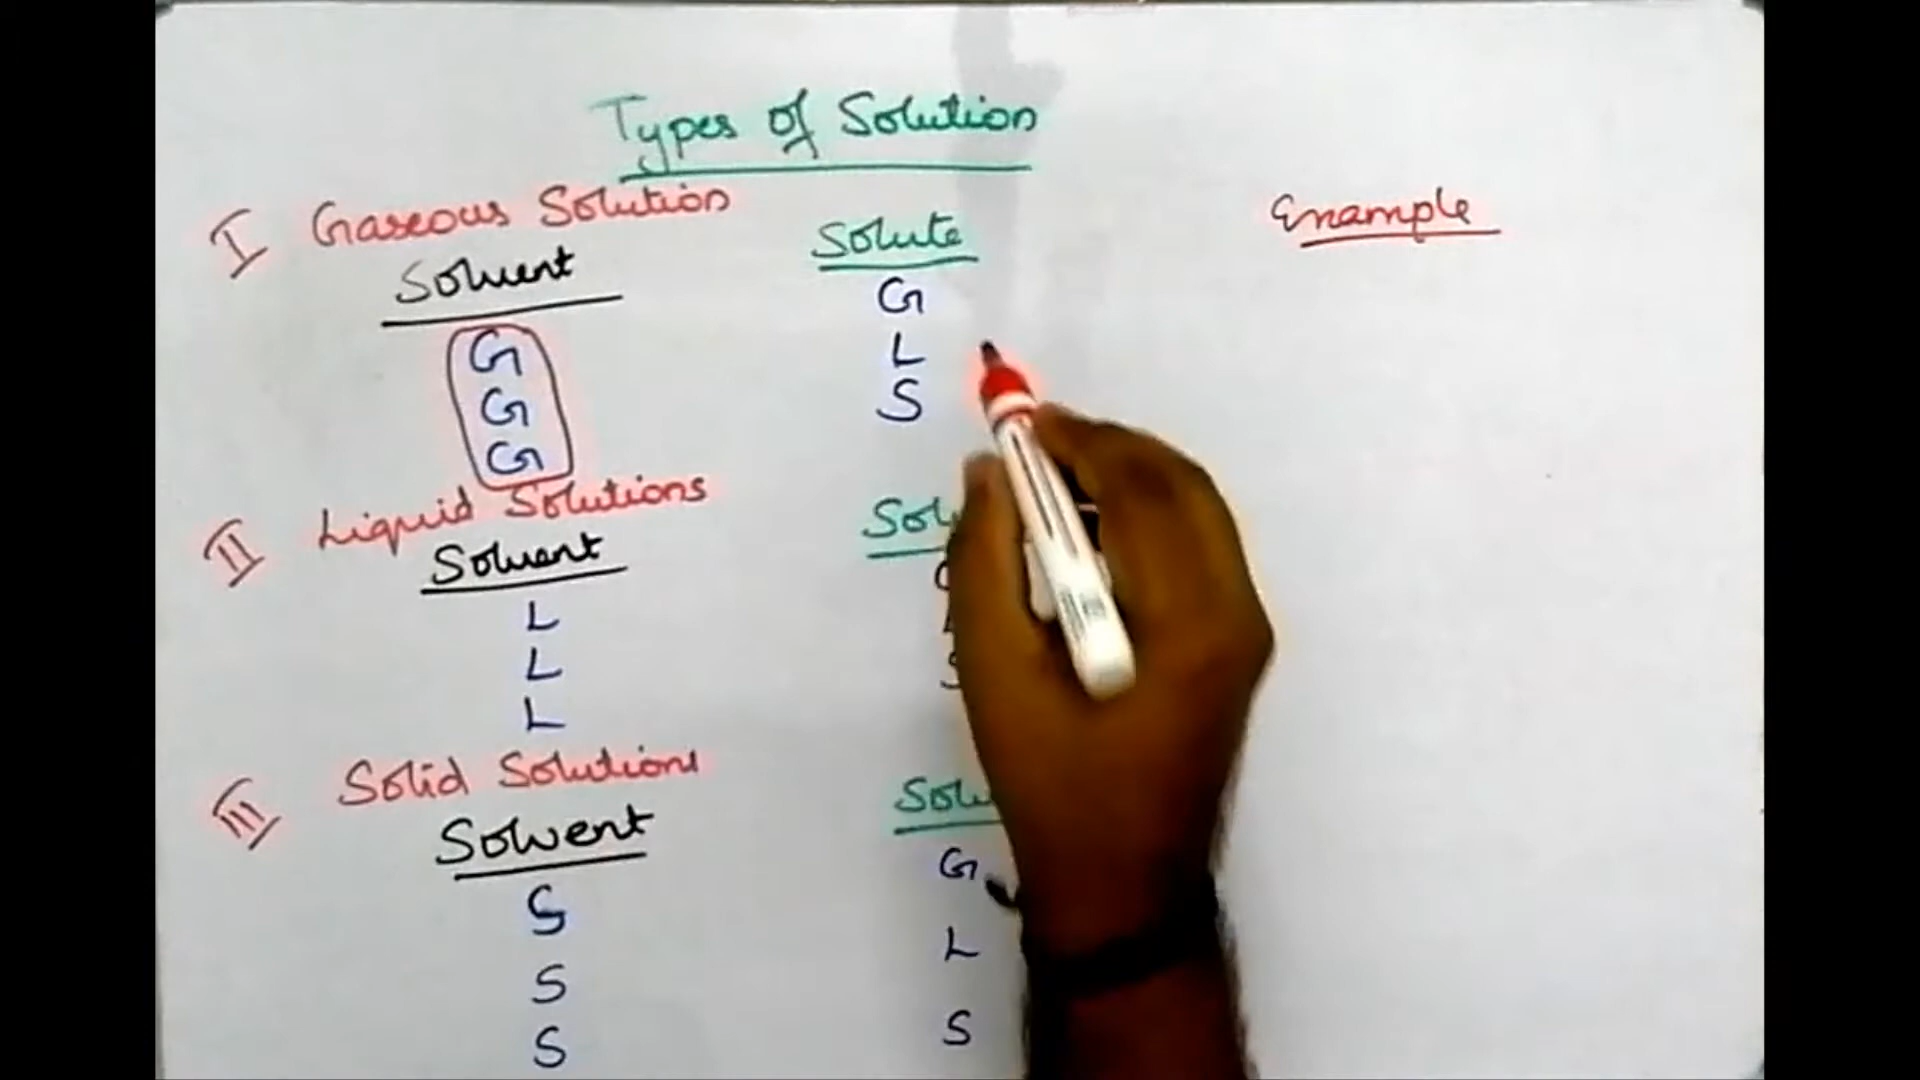 Types of Solution
I Gaseous Solution
Solvent Solute Example
G G
G L
G S
II Liquid Solutions
Solvent
L
L
L
III Solid Solutions
Solvent
S G
S L
S S